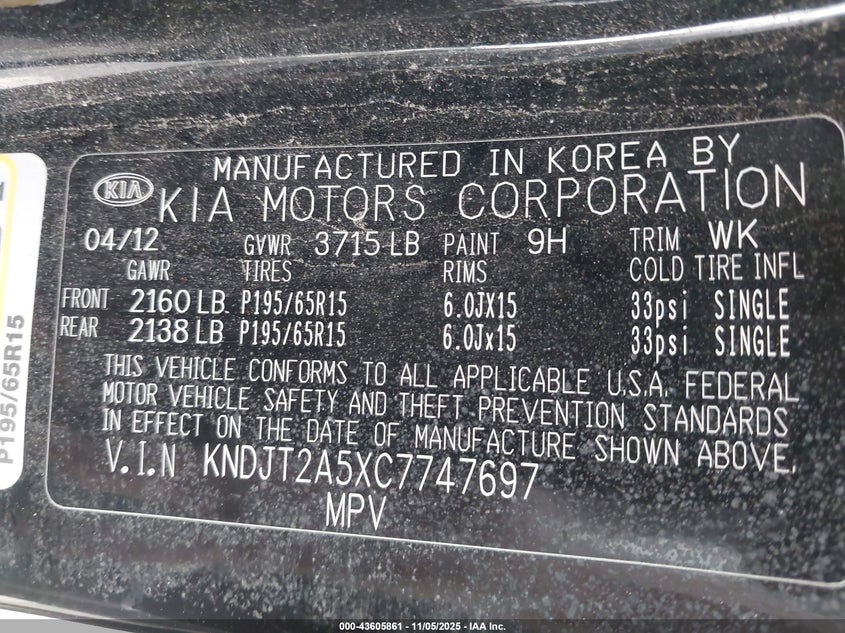 MANUFACTURED IN KOREA BY
KIA KIA MOTORS CORPORATION
04/12 GVWR 3715 LB PAINT 9H TRIM WK
GAWR TIRES RIMS COLD TIRE INFL
FRONT 2160 LB P195/65R15 6.0JX15 33psi SINGLE
REAR 2138 LB P195/65R15 6.0Jx15 33psi SINGLE
THIS VEHICLE CONFORMS TO ALL APPLICABLE U.S.A. FEDERAL
MOTOR VEHICLE SAFETY AND THEFT PREVENTION STANDARDS
IN EFFECT ON THE DATE OF MANUFACTURE SHOWN ABOVE.
V.I.N KNDJT2A5XC7747697
MPV
P195/65R15
000-43605861 - 11/05/2025 - IAA Inc.